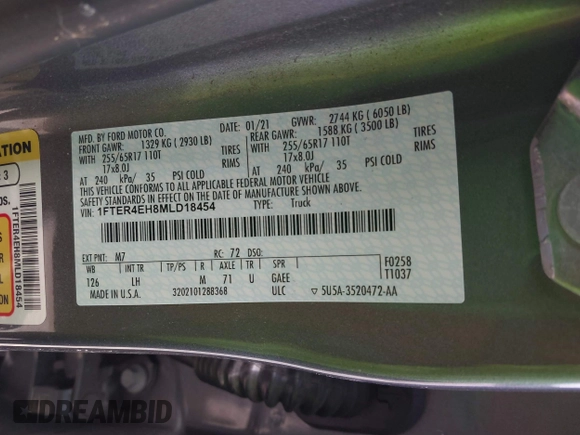 MFD. BY FORD MOTOR CO.
DATE: 01/21 GVWR: 2744 KG ( 6050 LB)
FRONT GAWR: 1329 KG ( 2930 LB)
REAR GAWR: 1588 KG ( 3500 LB)
WITH 255/65R17 110T TIRES
WITH 255/65R17 110T TIRES
17x8.0J RIMS
17x8.0J RIMS
AT 240 kPa/ 35 PSI COLD
AT 240 kPa/ 35 PSI COLD
THIS VEHICLE CONFORMS TO ALL APPLICABLE FEDERAL MOTOR VEHICLE
SAFETY STANDARDS IN EFFECT ON THE DATE OF MANUFACTURE SHOWN ABOVE.
VIN: 1FTER4EH8MLD18454
TYPE: Truck
EXT PNT: M7 RC: 72 DSO:
WB INT TR TP/PS R AXLE TR SPR
126 LH M 71 U GAEE
F0258
T1037
MADE IN U.S.A. 3202101288368 ULC 5U5A-3520472-AA
1FTER4EH8MLD18454
DREAMBID